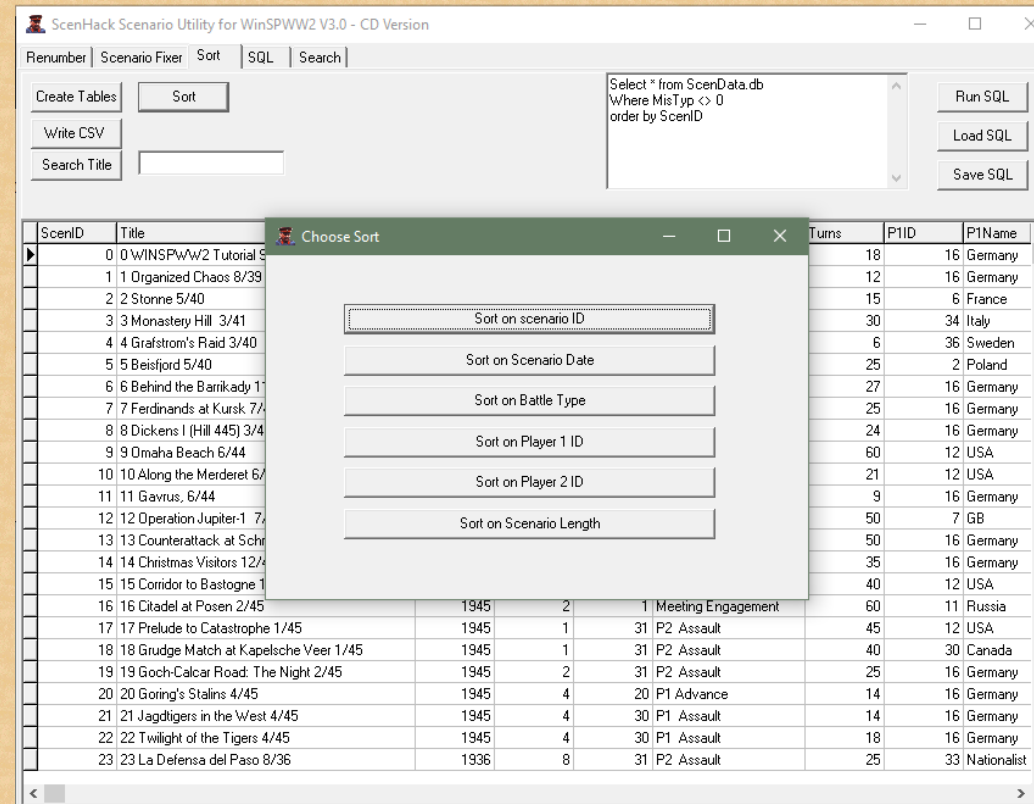 ScenHack Scenario Utility for WinSPWW2 V3.0 - CD Version
Renumber Scenario Fixer Sort SQL Search
Create Tables Sort
Write CSV
Search Title
Select * from ScenData.db
Where MisTyp <> 0
order by ScenID
Run SQL
Load SQL
Save SQL
ScenID Title Turns P1ID P1Name
0 0 WINSPWW2 Tutorial 18 16 Germany
1 1 Organized Chaos 8/39 12 16 Germany
2 2 Stonne 5/40 15 6 France
3 3 Monastery Hill 3/41 30 34 Italy
4 4 Grafstrom's Raid 3/40 6 36 Sweden
5 5 Beisfjord 5/40 25 2 Poland
6 6 Behind the Barrikady 27 16 Germany
7 7 Ferdinands at Kursk 7/ 25 16 Germany
8 8 Dickens I (Hill 445) 3/4 24 16 Germany
9 9 Omaha Beach 6/44 60 12 USA
10 10 Along the Merderet 6/ 21 12 USA
11 11 Gavrus, 6/44 9 16 Germany
12 12 Operation Jupiter-1 7/ 50 7 GB
13 13 Counterattack at 50 16 Germany
14 14 Christmas Visitors 12/ 35 16 Germany
15 15 Corridor to Bastogne 1 40 12 USA
16 16 Citadel at Posen 2/45 1945 2 1 Meeting Engagement 60 11 Russia
17 17 Prelude to Catastrophe 1/45 1945 1 31 P2 Assault 45 12 USA
18 18 Grudge Match at Kapelsche Veer 1/45 1945 1 31 P2 Assault 40 30 Canada
19 19 Goch-Calcar Road: The Night 2/45 1945 2 31 P2 Assault 25 16 Germany
20 20 Goring's Stalins 4/45 1945 4 20 P1 Advance 14 16 Germany
21 21 Jagdtigers in the West 4/45 1945 4 30 P1 Assault 14 16 Germany
22 22 Twilight of the Tigers 4/45 1945 4 30 P1 Assault 18 16 Germany
23 23 La Defensa del Paso 8/36 1936 8 31 P2 Assault 25 33 Nationalist
Choose Sort
Sort on scenario ID
Sort on Scenario Date
Sort on Battle Type
Sort on Player 1 ID
Sort on Player 2 ID
Sort on Scenario Length